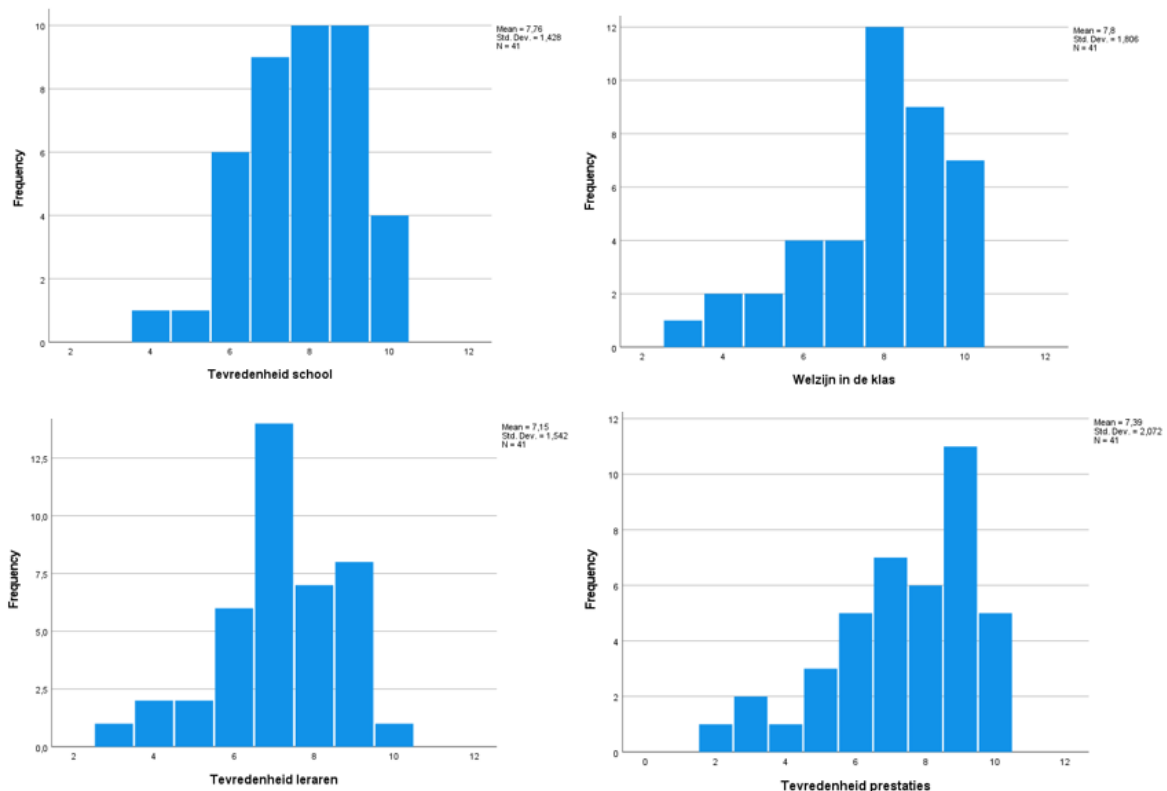 Mean = 7,76
Std. Dev. = 1,428
N = 41
10
8
6
4
2
0
Frequency
2 4 6 8 10 12
Tevredenheid school
Mean = 7,8
Std. Dev. = 1,806
N = 41
12
10
8
6
4
2
0
Frequency
2 4 6 8 10 12
Welzijn in de klas
Mean = 7,15
Std. Dev. = 1,542
N = 41
12,5
10,0
7,5
5,0
2,5
0,0
Frequency
2 4 6 8 10 12
Tevredenheid leraren
Mean = 7,39
Std. Dev. = 2,072
N = 41
12
10
8
6
4
2
0
Frequency
0 2 4 6 8 10 12
Tevredenheid prestaties